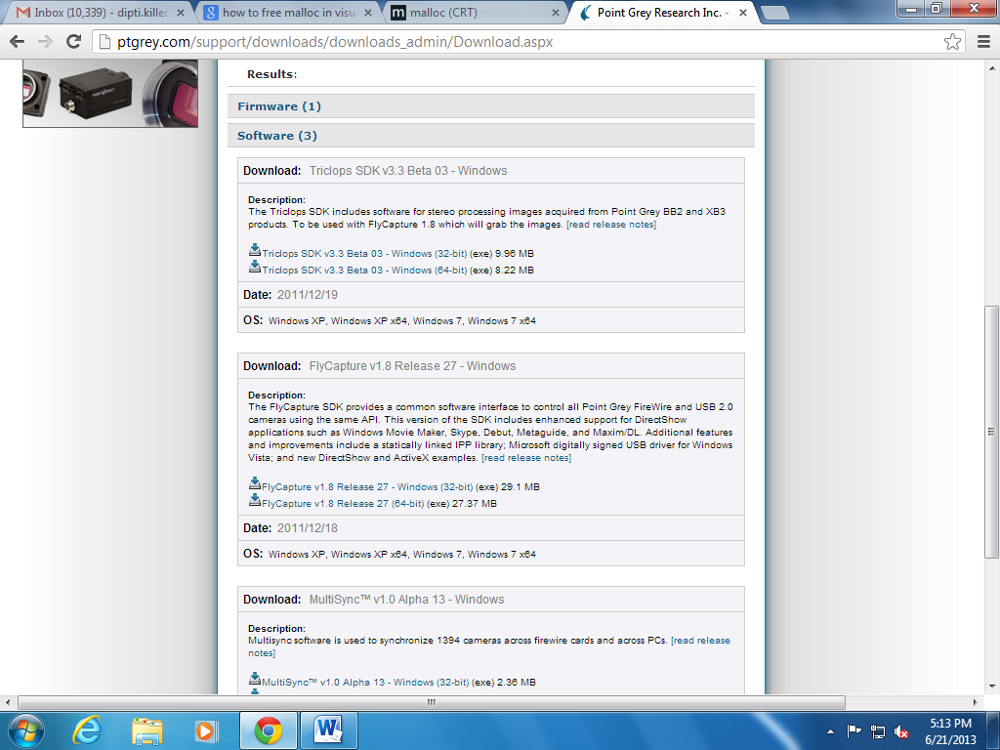 Inbox (10,339) - dipti.killed
how to free malloc in visu
malloc (CRT)
Point Grey Research Inc. -
ptgrey.com/support/downloads/downloads_admin/Download.aspx
Results:
Firmware (1)
Software (3)
Download: Triclops SDK v3.3 Beta 03 - Windows
Description:
The Triclops SDK includes software for stereo processing images acquired from Point Grey BB2 and XB3
products. To be used with FlyCapture 1.8 which will grab the images. [read release notes]
Triclops SDK v3.3 Beta 03 - Windows (32-bit) (exe) 9.96 MB
Triclops SDK v3.3 Beta 03 - Windows (64-bit) (exe) 8.22 MB
Date: 2011/12/19
OS: Windows XP, Windows XP x64, Windows 7, Windows 7 x64
Download: FlyCapture v1.8 Release 27 - Windows
Description:
The FlyCapture SDK provides a common software interface to control all Point Grey FireWire and USB 2.0
cameras using the same API. This version of the SDK includes enhanced support for DirectShow
applications such as Windows Movie Maker, Skype, Debut, Metaguide, and Maxim/DL. Additional features
and improvements include a statically linked IPP library; Microsoft digitally signed USB driver for Windows
Vista; and new DirectShow and ActiveX examples. [read release notes]
FlyCapture v1.8 Release 27 - Windows (32-bit) (exe) 29.1 MB
FlyCapture v1.8 Release 27 (64-bit) (exe) 27.37 MB
Date: 2011/12/18
OS: Windows XP, Windows XP x64, Windows 7, Windows 7 x64
Download: MultiSync™ v1.0 Alpha 13 - Windows
Description:
Multisync software is used to synchronize 1394 cameras across firewire cards and across PCs. [read release
notes]
MultiSync™ v1.0 Alpha 13 - Windows (32-bit) (exe) 2.36 MB
5:13 PM
6/21/2013